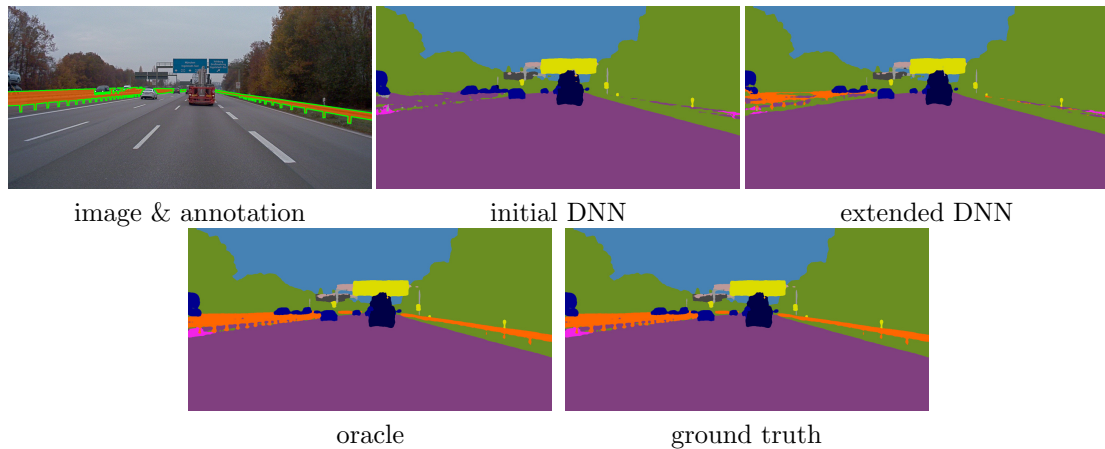 image & annotation
initial DNN
extended DNN
oracle
ground truth